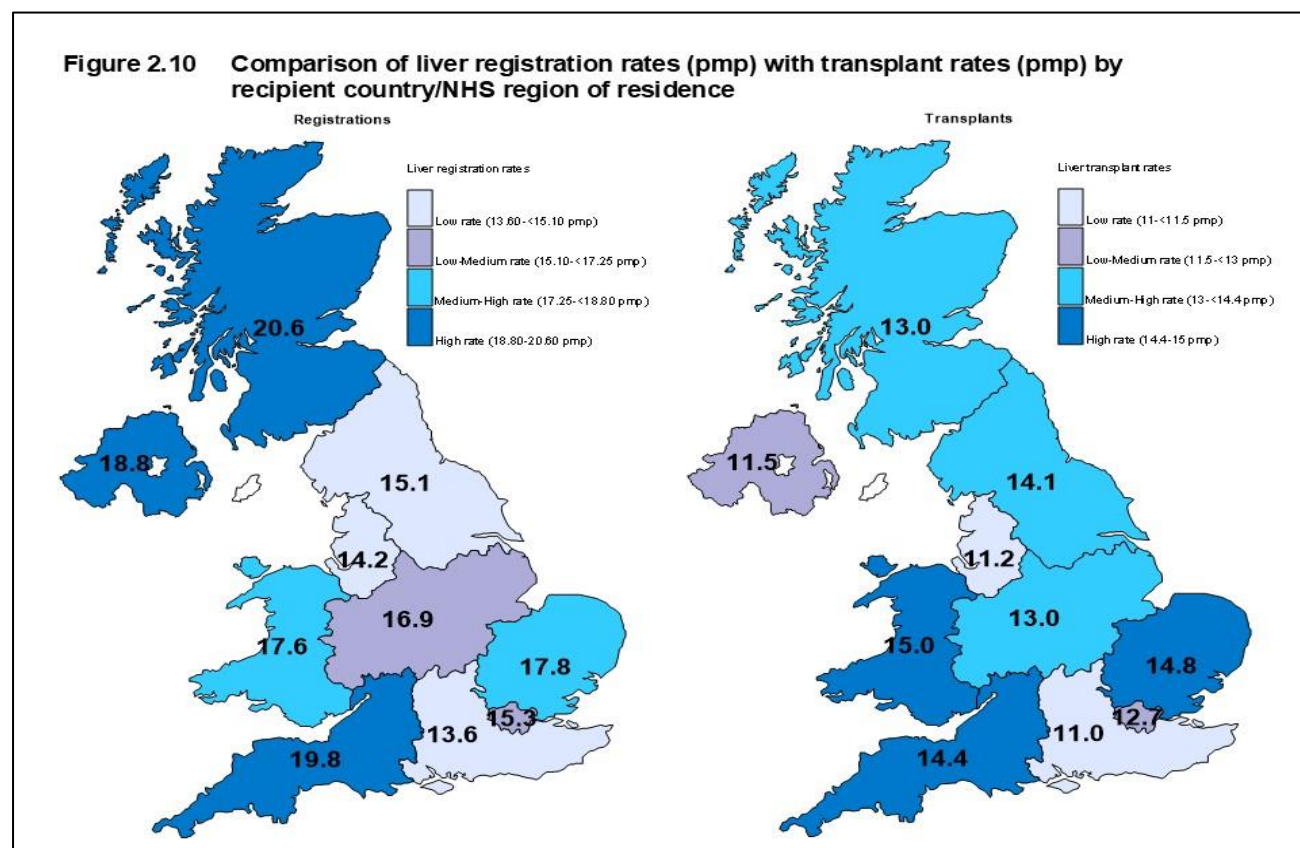 Figure 2.10 Comparison of liver registration rates (pmp) with transplant rates (pmp) by
recipient country/NHS region of residence
Registrations
Liver registration rates
Low rate (13.60-<15.10 pmp)
Low-Medium rate (15.10-<17.25 pmp)
Medium-High rate (17.25-<18.80 pmp)
High rate (18.80-20.60 pmp)
20.6
18.8
15.1
14.2
16.9
17.6
17.8
15.3
13.6
19.8
Transplants
Liver transplant rates
Low rate (11-<11.5 pmp)
Low-Medium rate (11.5-<13 pmp)
Medium-High rate (13-<14.4 pmp)
High rate (14.4-15 pmp)
13.0
11.5
14.1
11.2
13.0
15.0
14.8
12.7
11.0
14.4